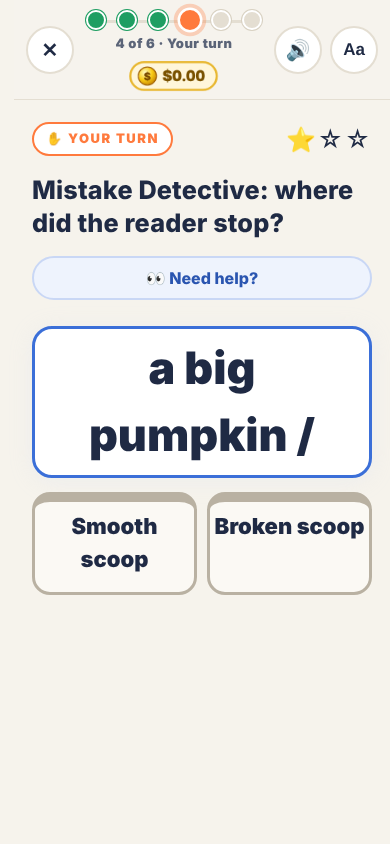 4 of 6 · Your turn
$ $0.00
Aa
YOUR TURN
Mistake Detective: where
did the reader stop?
Need help?
a big
pumpkin /
Smooth
scoop
Broken scoop